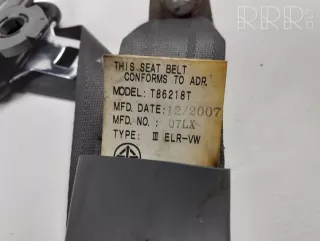 RRR
THIS SEAT BELT
CONFORMS TO ADR.
MODEL: T86218T
MFD. DATE: 12/2007
MFD. NO.: 07LX
TYPE: III ELR-VW